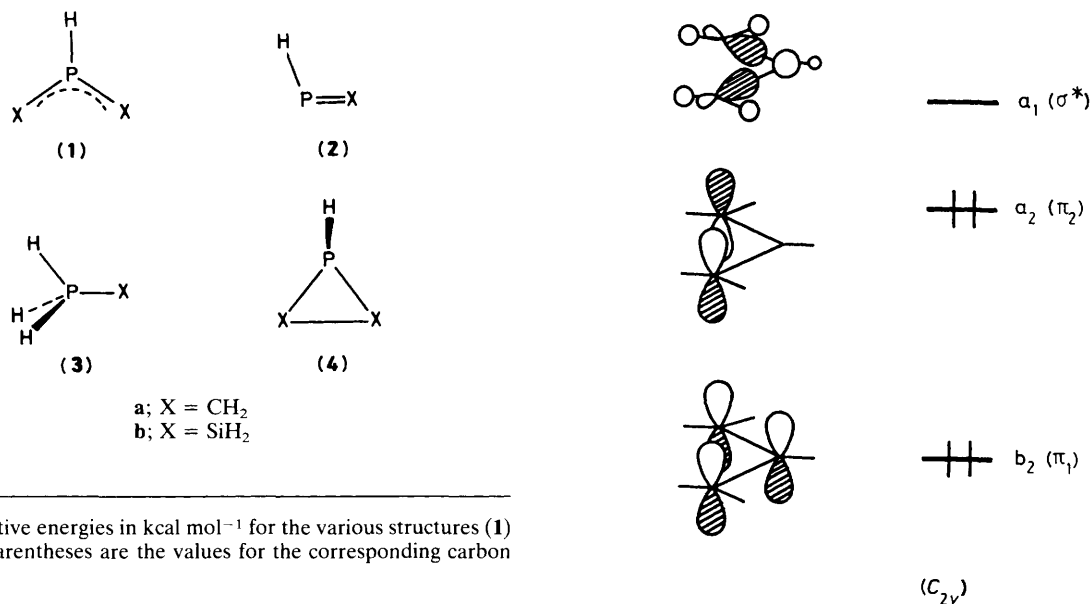 H
P
X X
(1)
H
P=X
(2)
H
P—X
H
H
(3)
H
P
X X
(4)
a; X = CH₂
b; X = SiH₂
tive energies in kcal mol⁻¹ for the various structures (1)
arentheses are the values for the corresponding carbon
a₁ (σ*)
a₂ (π₂)
b₂ (π₁)
(C₂ᵥ)